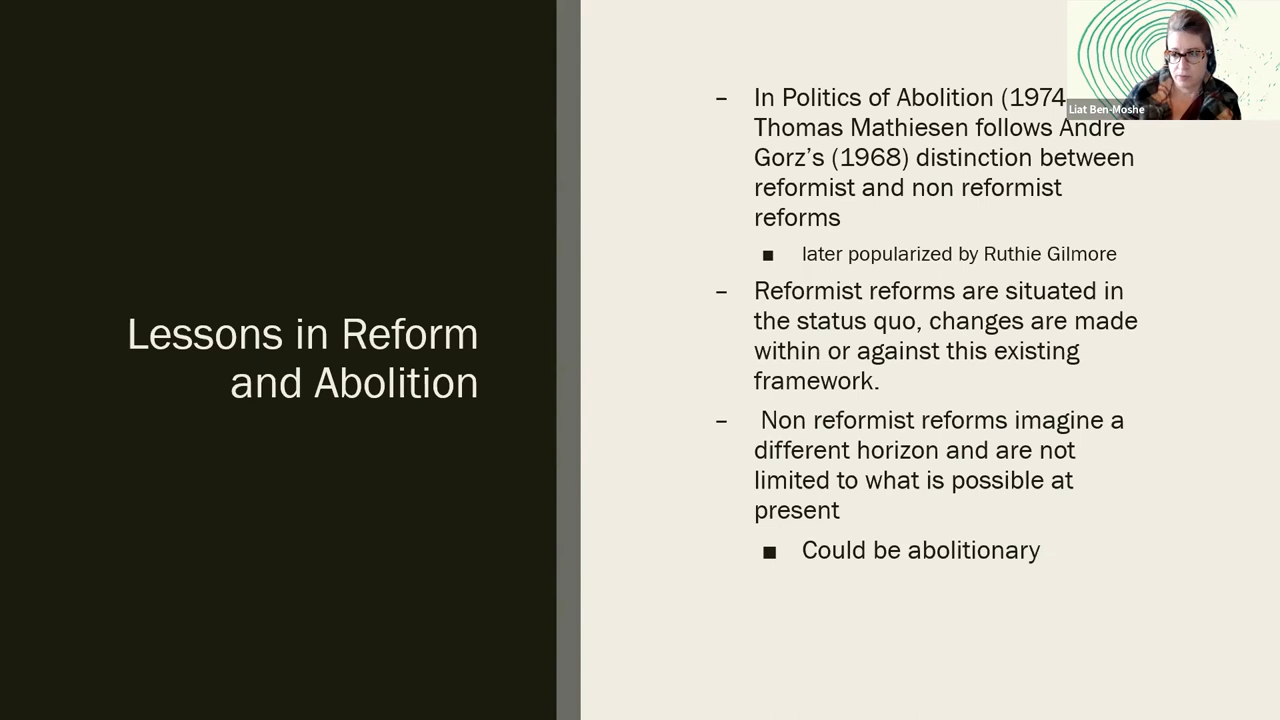 Lessons in Reform
and Abolition
– In Politics of Abolition (1974
Thomas Mathiesen follows Andre
Gorz’s (1968) distinction between
reformist and non reformist
reforms
■ later popularized by Ruthie Gilmore
– Reformist reforms are situated in
the status quo, changes are made
within or against this existing
framework.
– Non reformist reforms imagine a
different horizon and are not
limited to what is possible at
present
■ Could be abolitionary
Liat Ben-Moshe